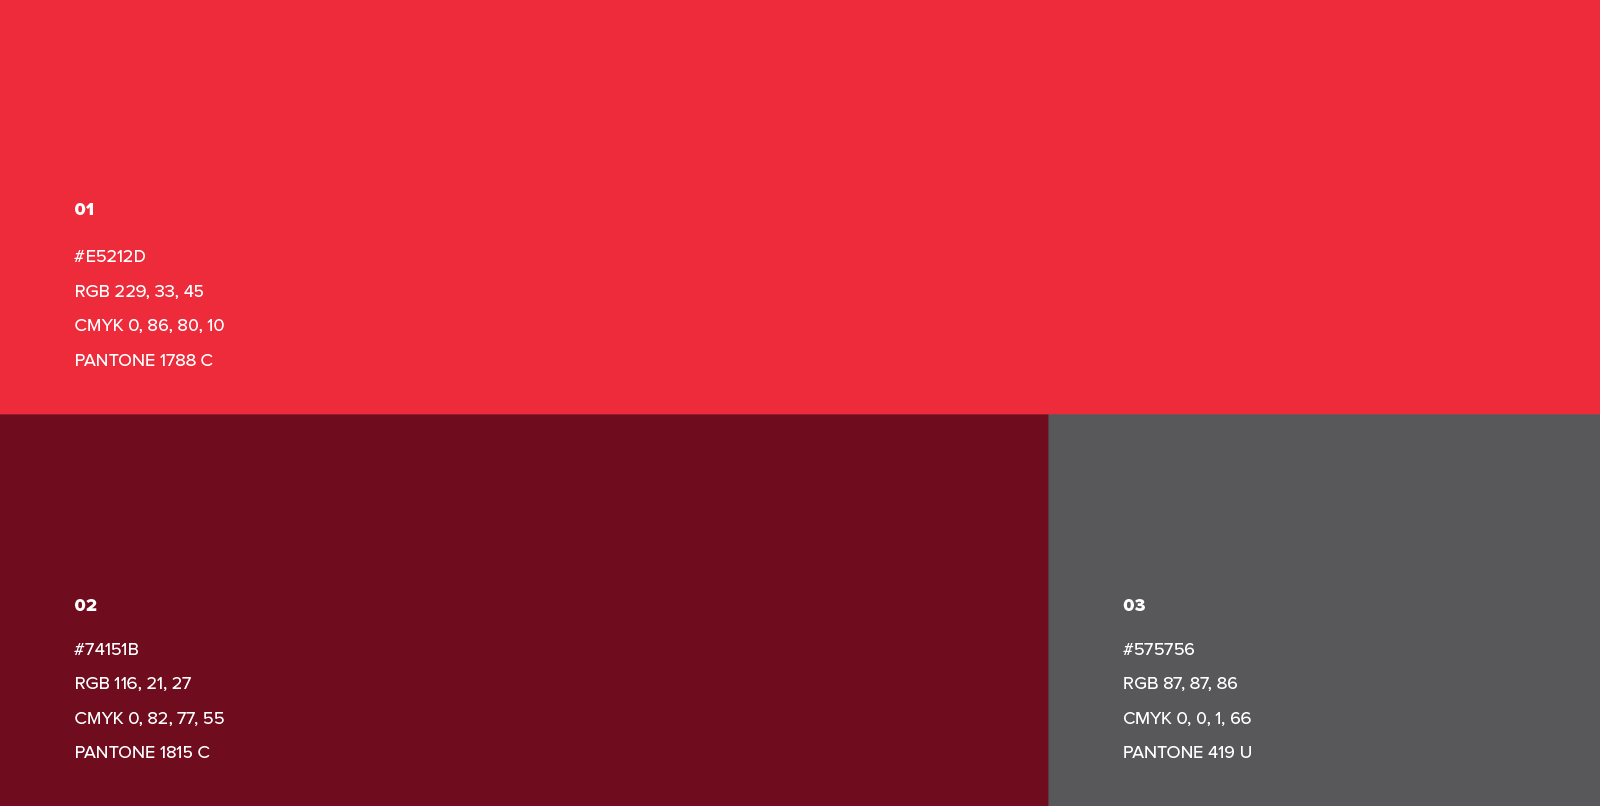 01
#E5212D
RGB 229, 33, 45
CMYK 0, 86, 80, 10
PANTONE 1788 C
02
#74151B
RGB 116, 21, 27
CMYK 0, 82, 77, 55
PANTONE 1815 C
03
#575756
RGB 87, 87, 86
CMYK 0, 0, 1, 66
PANTONE 419 U